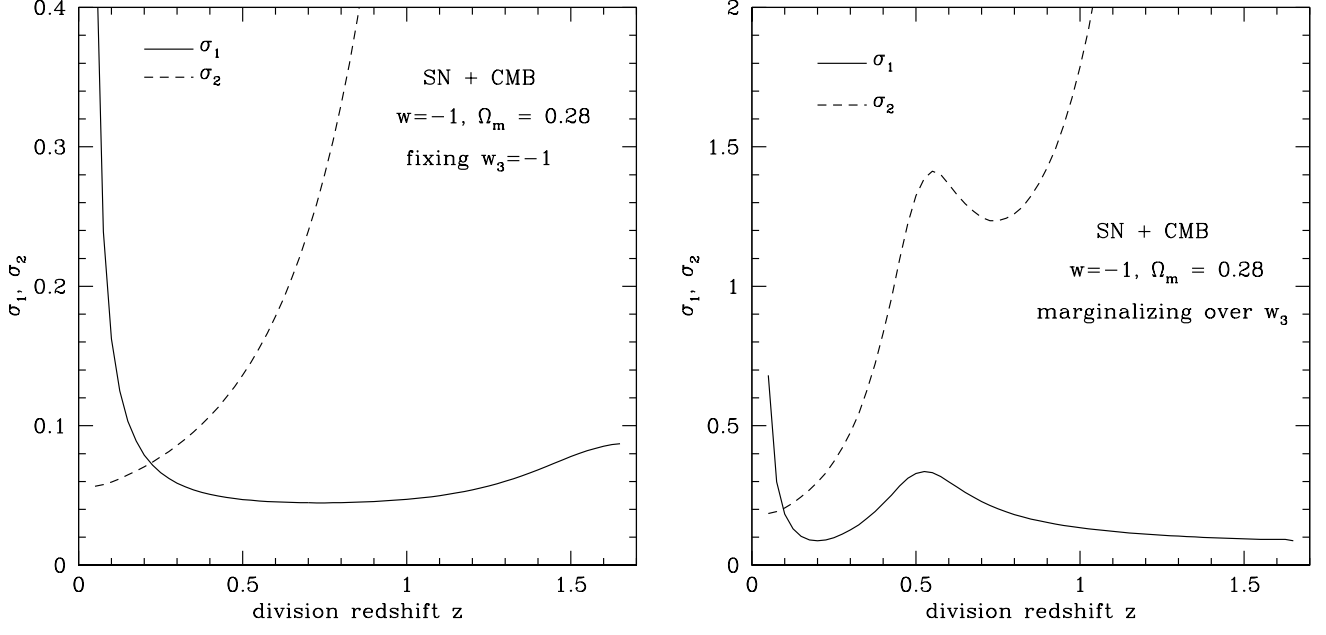 0.4
0.3
0.2
0.1
0
σ₁, σ₂
σ₁
σ₂
SN + CMB
w=−1, Ωₘ = 0.28
fixing w₃=−1
0
0.5
1
1.5
division redshift z
2
1.5
1
0.5
0
σ₁, σ₂
σ₁
σ₂
SN + CMB
w=−1, Ωₘ = 0.28
marginalizing over w₃
0
0.5
1
1.5
division redshift z